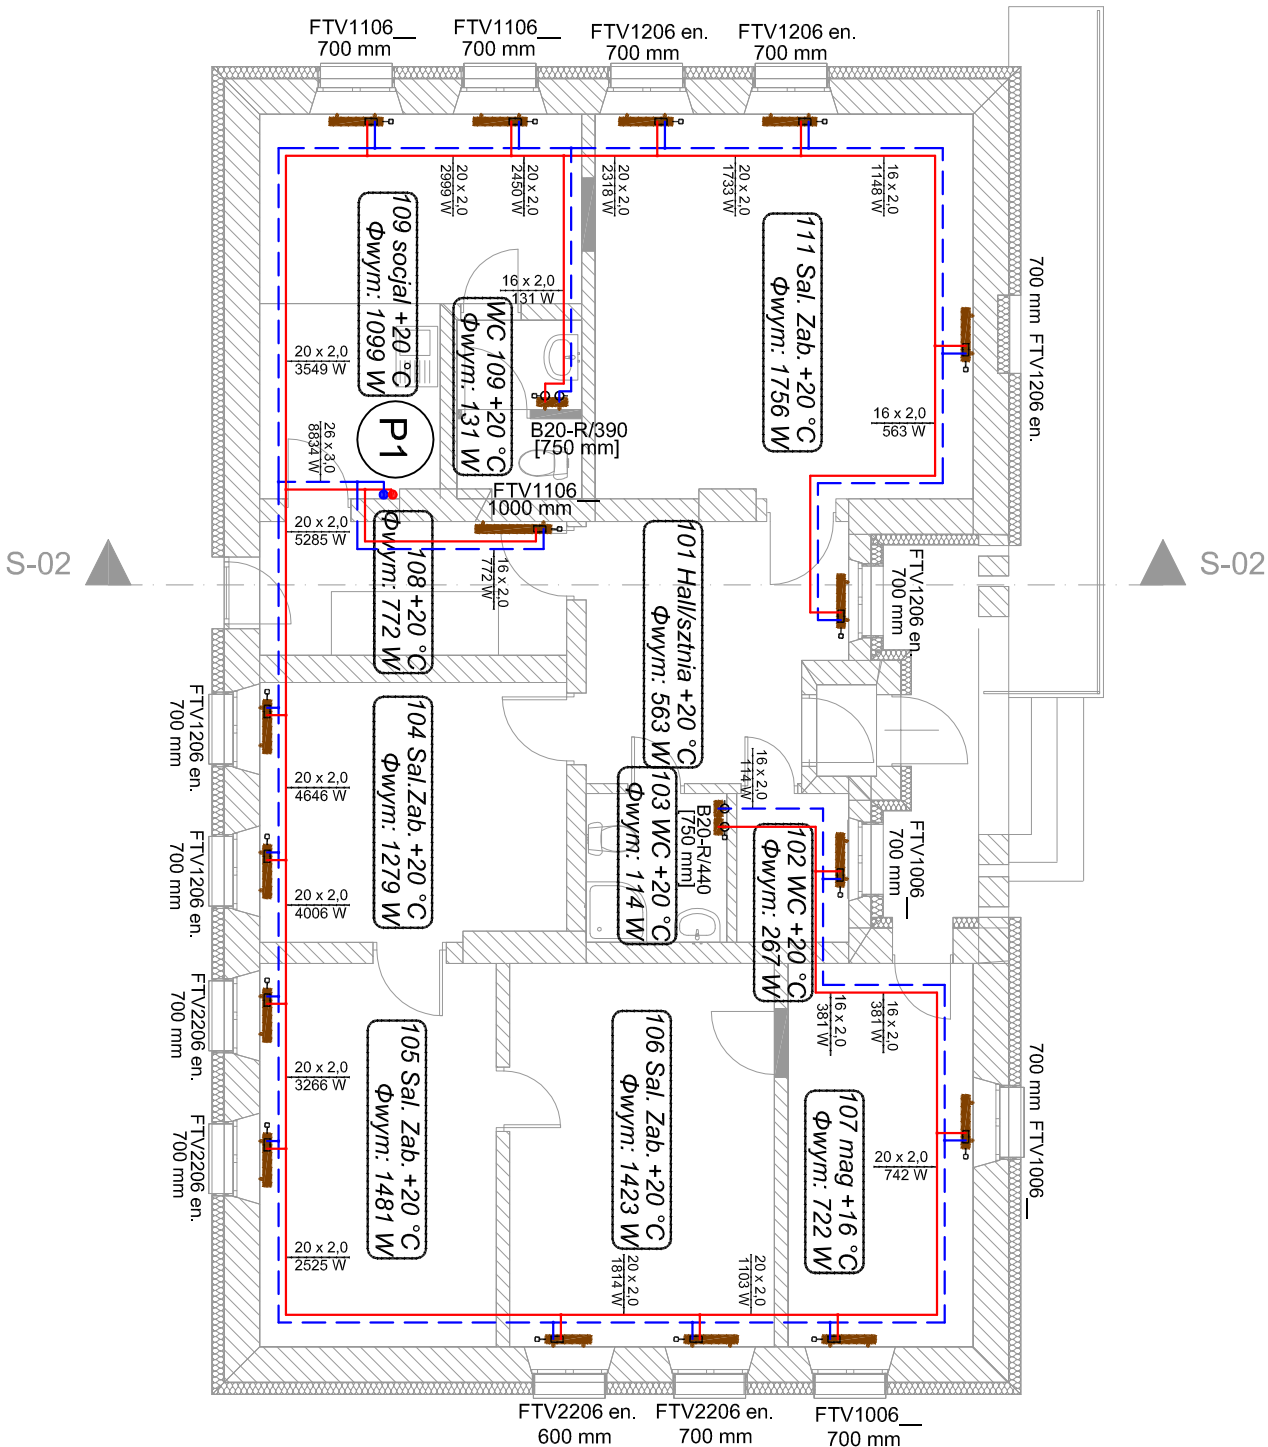 FTV1106__
700 mm
FTV1106__
700 mm
FTV1206 en.
700 mm
FTV1206 en.
700 mm
20 x 2,0
2999 W
20 x 2,0
2450 W
20 x 2,0
2318 W
20 x 2,0
1733 W
16 x 2,0
1148 W
109 socjal +20 °C
Φwym: 1099 W
16 x 2,0
131 W
WC 109 +20 °C
Φwym: 131 W
111 Sal. Zab. +20 °C
Φwym: 1756 W
700 mm FTV1206 en.
20 x 2,0
3549 W
16 x 2,0
563 W
P1
B20-R/390
[750 mm]
26 x 3,0
8834 W
FTV1106__
1000 mm
20 x 2,0
5285 W
S-02
S-02
108+20 °C
Φwym: 772 W
16 x 2,0
772 W
101 Hall/sztnia +20 °C
Φwym: 563 W
FTV1206 en.
700 mm
FTV1206 en.
700 mm
20 x 2,0
4646 W
104 Sal.Zab. +20 °C
Φwym: 1279 W
16 x 2,0
114 W
103 WC +20 °C
Φwym: 114 W
B20-R/440
[750 mm]
102 WC +20 °C
Φwym: 267 W
FTV1006__
700 mm
FTV1206 en.
700 mm
20 x 2,0
4006 W
FTV2206 en.
700 mm
20 x 2,0
3266 W
105 Sal. Zab. +20 °C
Φwym: 1481 W
106 Sal. Zab. +20 °C
Φwym: 1423 W
16 x 2,0
381 W
16 x 2,0
381 W
700 mm FTV1006__
107 mag +16 °C
Φwym: 722 W
20 x 2,0
742 W
FTV2206 en.
700 mm
20 x 2,0
2525 W
20 x 2,0
1814 W
20 x 2,0
1103 W
FTV2206 en.
600 mm
FTV2206 en.
700 mm
FTV1006__
700 mm